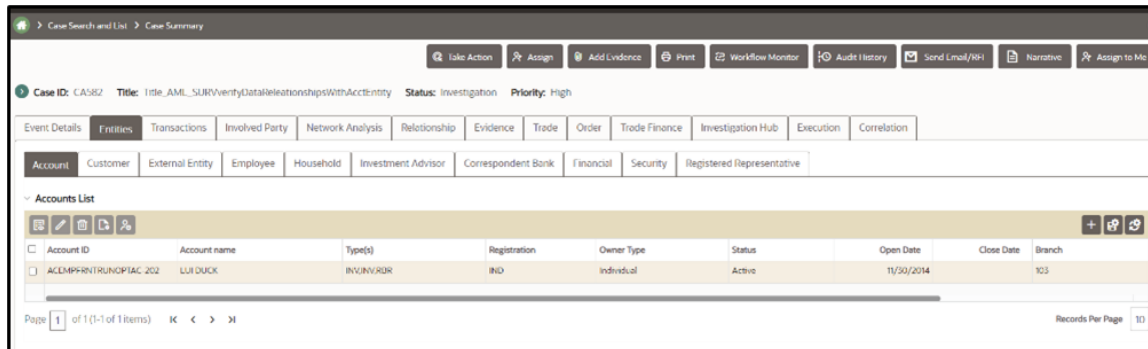 > Case Search and List > Case Summary
Take Action Assign Add Evidence Print Workflow Monitor Audit History Send Email/RFI Narrative Assign to Me
Case ID: CA582 Title: Title_AML_SURVverifyDataReleationshipsWithAcctEntity Status: Investigation Priority: High
Event Details Entities Transactions Involved Party Network Analysis Relationship Evidence Trade Order Trade Finance Investigation Hub Execution Correlation
Account Customer External Entity Employee Household Investment Advisor Correspondent Bank Financial Security Registered Representative
Accounts List
Account ID Account name Type(s) Registration Owner Type Status Open Date Close Date Branch
ACEMPFRNTRUNOPTAC-202 LUI DUCK INV,INV,RDR IND Individual Active 11/30/2014 103
Page 1 of 1 (1-1 of 1 items) Records Per Page 10